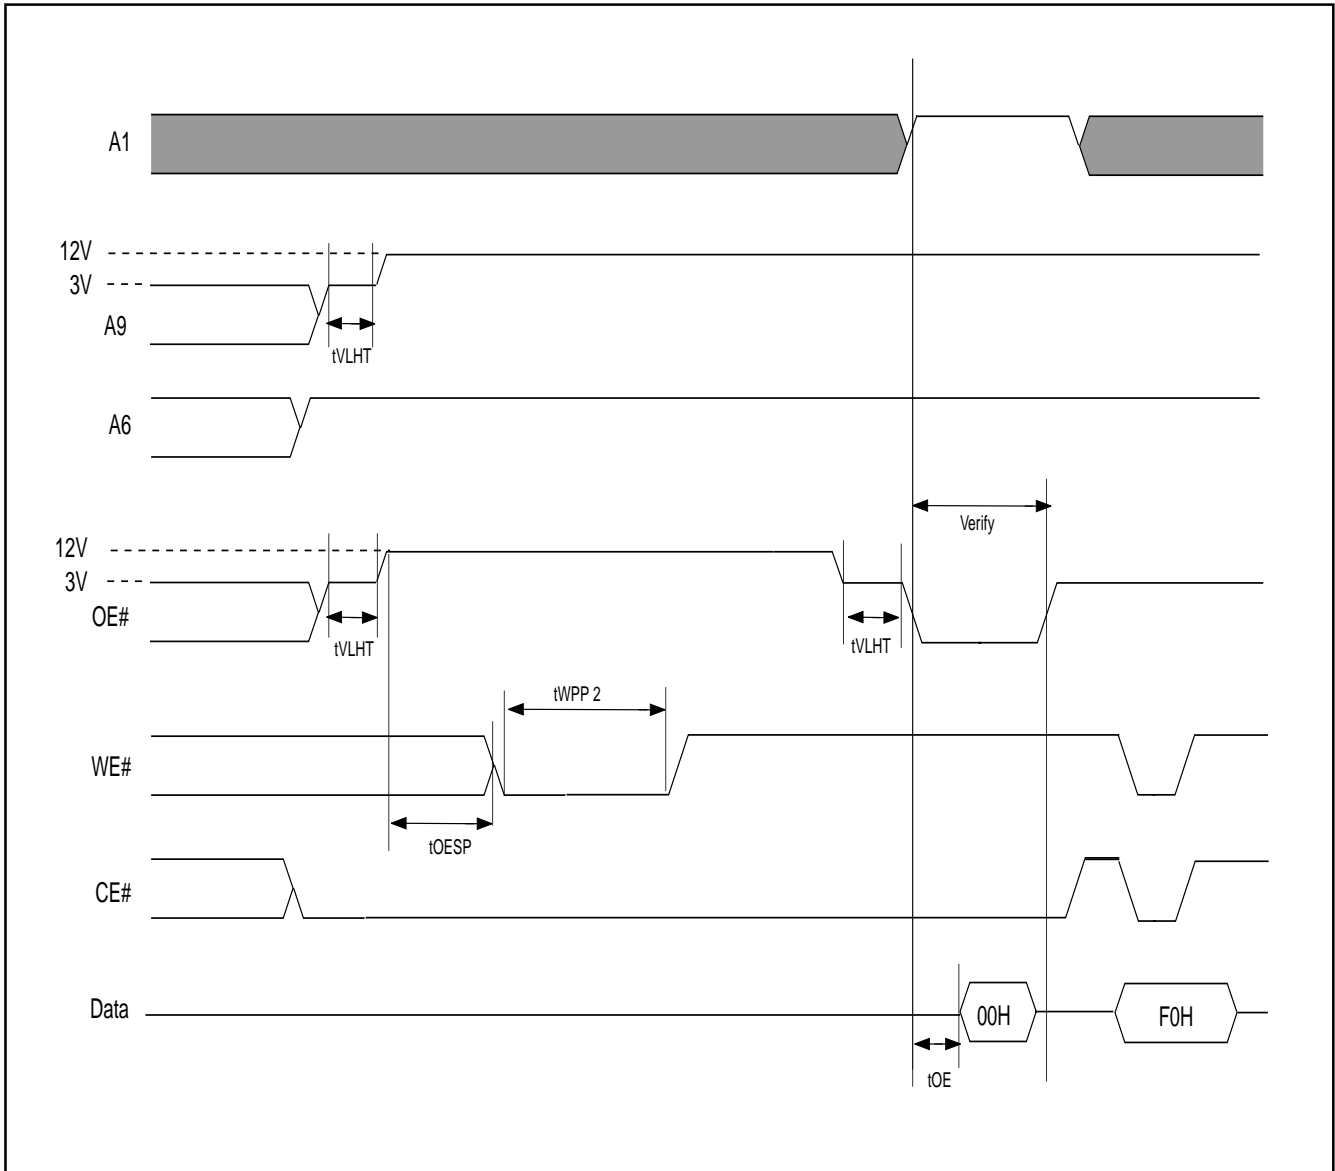 A1
12V
3V
A9
tVLHT
A6
Verify
12V
3V
OE#
tVLHT
tVLHT
tWPP 2
WE#
tOESP
CE#
Data
00H
F0H
tOE